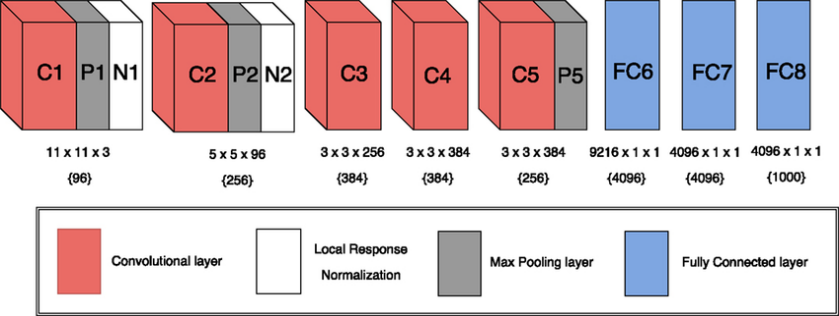 C1 P1 N1 C2 P2 N2 C3 C4 C5 P5 FC6 FC7 FC8
11 x 11 x 3 5 x 5 x 96 3 x 3 x 256 3 x 3 x 384 3 x 3 x 384 9216 x 1 x 1 4096 x 1 x 1 4096 x 1 x 1
{96} {256} {384} {384} {256} {4096} {4096} {1000}
Convolutional layer
Local Response
Normalization
Max Pooling layer
Fully Connected layer